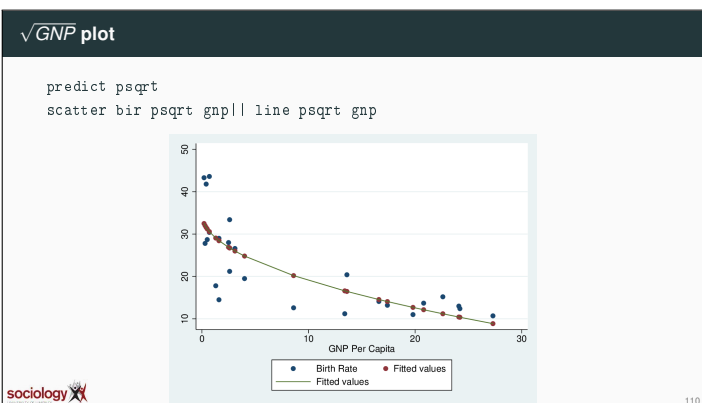 √GNP plot
predict psqrt
scatter bir psqrt gnp|| line psqrt gnp
50
40
30
20
10
0 10 20 30
GNP Per Capita
Birth Rate Fitted values
Fitted values
sociology
110